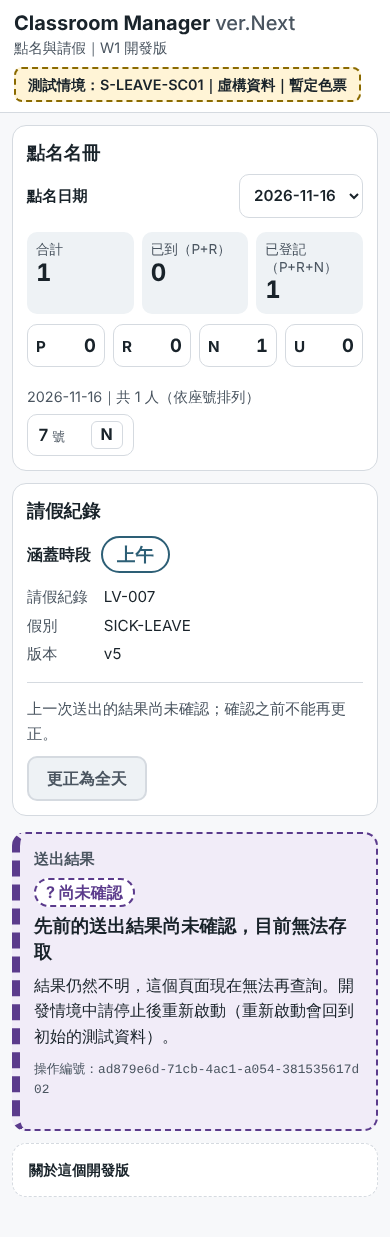 Classroom Manager ver.Next
點名與請假｜W1 開發版
測試情境：S-LEAVE-SC01｜虛構資料｜暫定色票
點名名冊
點名日期 2026-11-16
合計 已到（P+R） 已登記
（P+R+N）
1 0 1
P 0 R 0 N 1 U 0
2026-11-16｜共 1 人（依座號排列）
7 號 N
請假紀錄
涵蓋時段 上午
請假紀錄 LV-007
假別 SICK-LEAVE
版本 v5
上一次送出的結果尚未確認；確認之前不能再更
正。
更正為全天
送出結果
? 尚未確認
先前的送出結果尚未確認，目前無法存
取
結果仍然不明，這個頁面現在無法再查詢。開
發情境中請停止後重新啟動（重新啟動會回到
初始的測試資料）。
操作編號：ad879e6d-71cb-4ac1-a054-381535617d
02
關於這個開發版